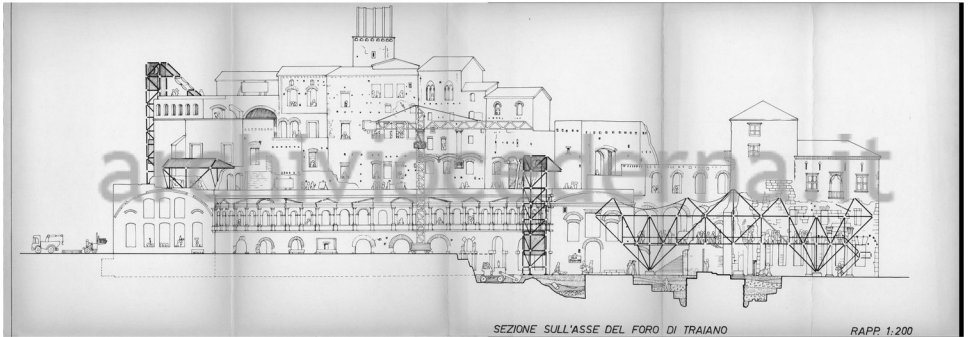 archiviocederna.it
SEZIONE SULL'ASSE DEL FORO DI TRAIANO
RAPP. 1:200